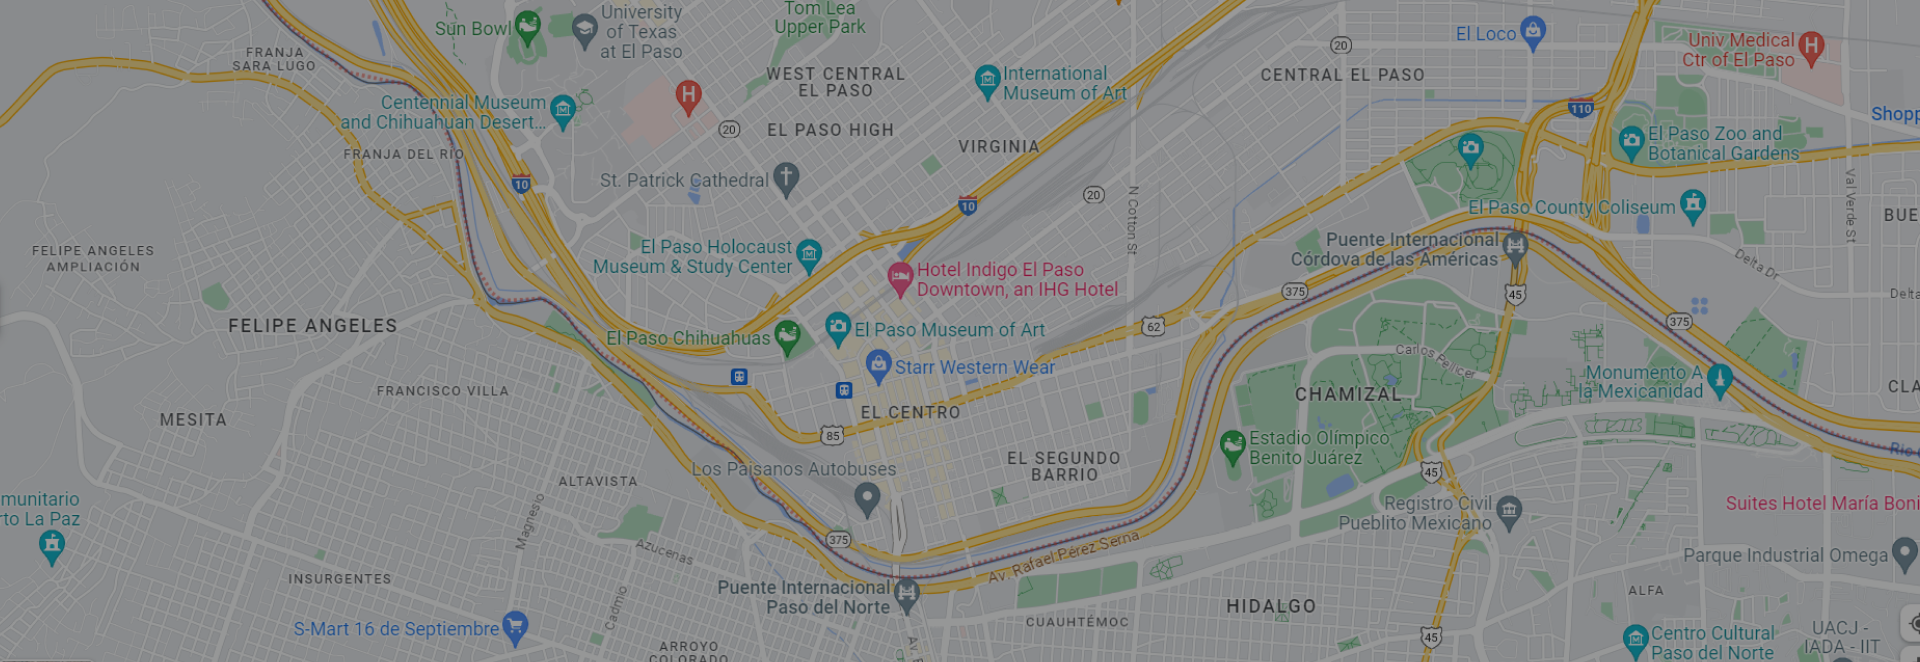 Sun Bowl
University
of Texas
at El Paso
Tom Lea
Upper Park
FRANJA
SARA LUGO
WEST CENTRAL
EL PASO
International
Museum of Art
20
CENTRAL EL PASO
El Loco
Univ Medical
Ctr of El Paso
H
H
Centennial Museum
and Chihuahuan Desert...
20
EL PASO HIGH
110
Shopp
FRANJA DEL RIO
VIRGINIA
El Paso Zoo and
Botanical Gardens
10
St. Patrick Cathedral
10
20
N Cotton St
Val Verde St
El Paso County Coliseum
BUE
FELIPE ANGELES
AMPLIACIÓN
El Paso Holocaust
Museum & Study Center
Hotel Indigo El Paso
Downtown, an IHG Hotel
Puente Internacional
Córdova de las Américas
Delta Dr
Delta
375
45
FELIPE ANGELES
El Paso Chihuahuas
El Paso Museum of Art
62
375
Starr Western Wear
Carlos Pellicer
Monumento A
la Mexicanidad
FRANCISCO VILLA
CHAMIZAL
CLA
MESITA
EL CENTRO
85
Estadio Olímpico
Benito Juárez
Rio
Los Paisanos Autobuses
EL SEGUNDO
BARRIO
45
ALTAVISTA
Magnesio
munitario
rto La Paz
Registro Civil
Pueblito Mexicano
Suites Hotel María Boni
375
Azucenas
Av. Rafael Pérez Serna
Parque Industrial Omega
INSURGENTES
Puente Internacional
Paso del Norte
Cadmio
HIDALGO
ALFA
S-Mart 16 de Septiembre
CUAUHTÉMOC
45
Centro Cultural
Paso del Norte
UACJ -
IADA - IIT
ARROYO
COLORADO